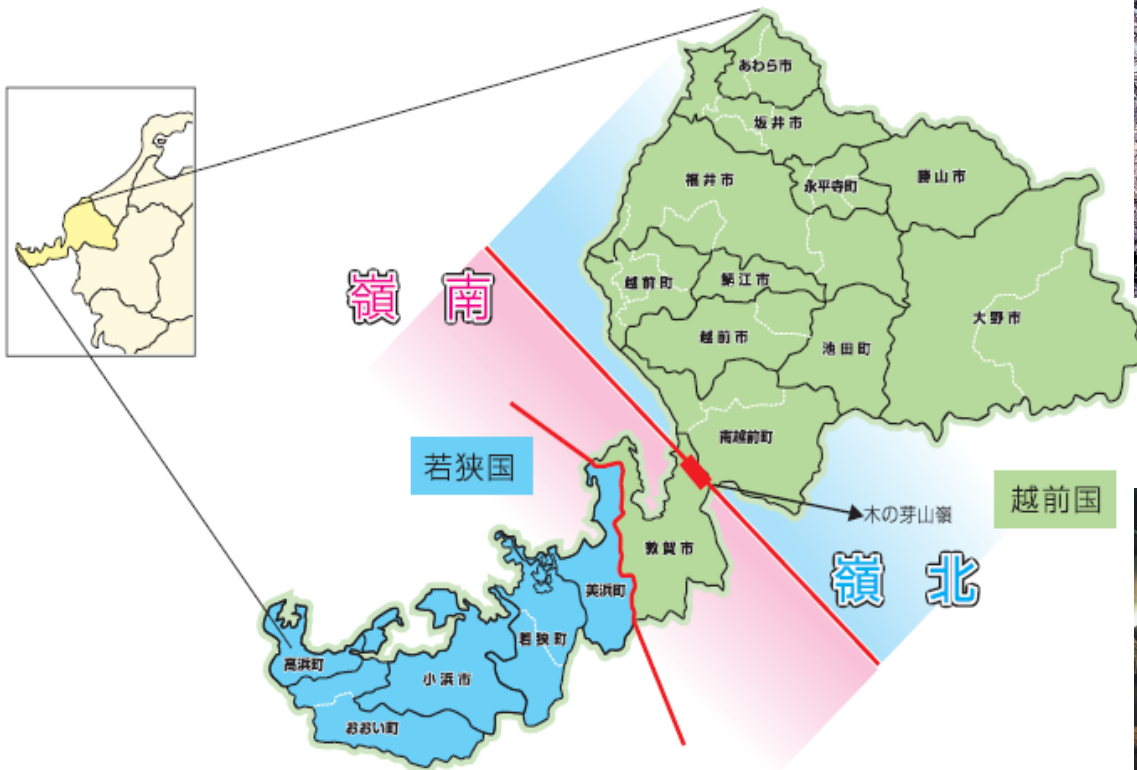 あわら市
坂井市
福井市
永平寺町
勝山市
嶺南
越前町
鯖江市
大野市
越前市
池田町
南越前町
若狭国
越前国
木の芽山嶺
敦賀市
嶺北
美浜町
若狭町
高浜町
小浜市
おおい町